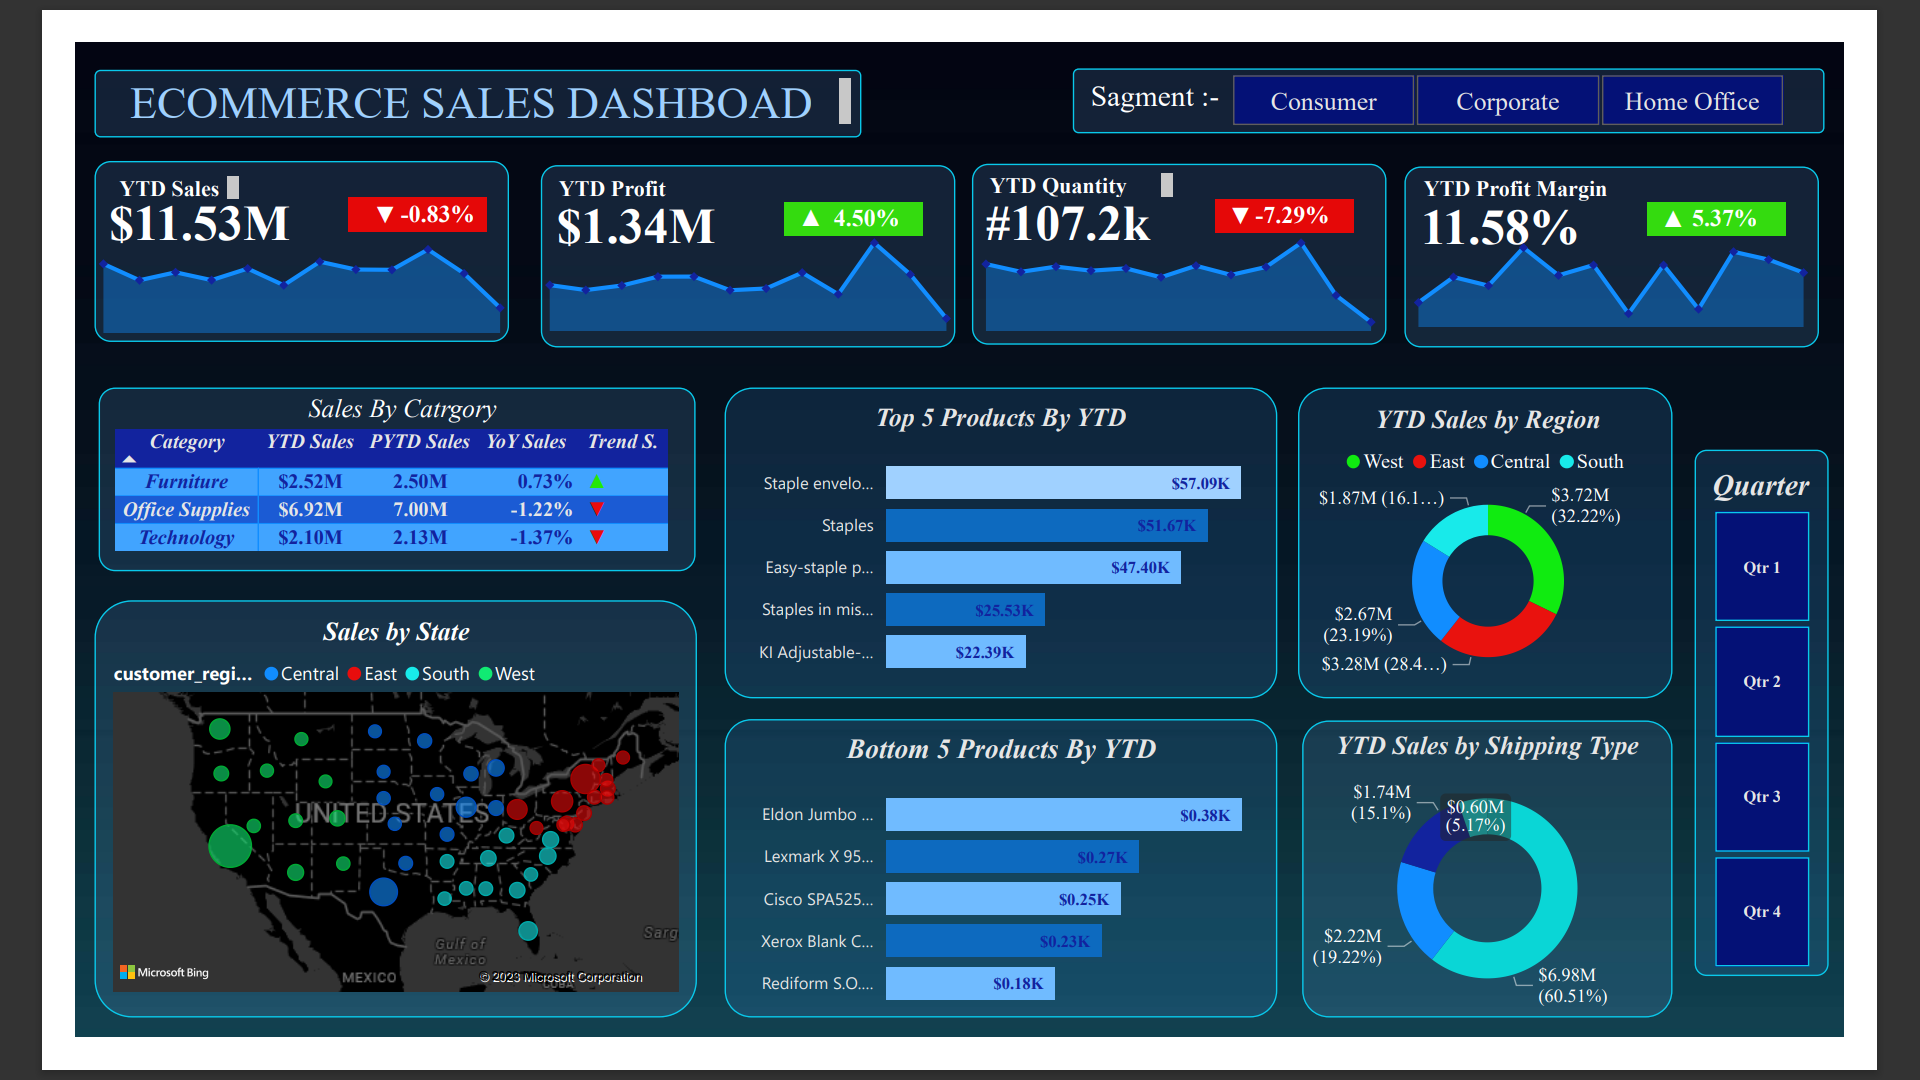 ECOMMERCE SALES DASHBOAD
Sagment :-
Consumer
Corporate
Home Office
YTD Sales
$11.53M
▼ -0.83%
YTD Profit
$1.34M
▲ 4.50%
YTD Quantity
#107.2k
▼ -7.29%
YTD Profit Margin
11.58%
▲ 5.37%
Sales By Catrgory
Category YTD Sales PYTD Sales YoY Sales Trend S.
Furniture $2.52M 2.50M 0.73% ▲
Office Supplies $6.92M 7.00M -1.22% ▼
Technology $2.10M 2.13M -1.37% ▼
Sales by State
customer_regi... Central East South West
UNITED STATES
Gulf of
Mexico
Sarg
MEXICO
CUBA
Microsoft Bing
© 2023 Microsoft Corporation
Top 5 Products By YTD
Staple envelo... $57.09K
Staples $51.67K
Easy-staple p... $47.40K
Staples in mis... $25.53K
KI Adjustable-... $22.39K
Bottom 5 Products By YTD
Eldon Jumbo ... $0.38K
Lexmark X 95... $0.27K
Cisco SPA525... $0.25K
Xerox Blank C... $0.23K
Rediform S.O.... $0.18K
YTD Sales by Region
West East Central South
$1.87M (16.1...)
$3.72M
(32.22%)
$2.67M
(23.19%)
$3.28M (28.4...)
YTD Sales by Shipping Type
$1.74M
(15.1%)
$0.60M
(5.17%)
$2.22M
(19.22%)
$6.98M
(60.51%)
Quarter
Qtr 1
Qtr 2
Qtr 3
Qtr 4